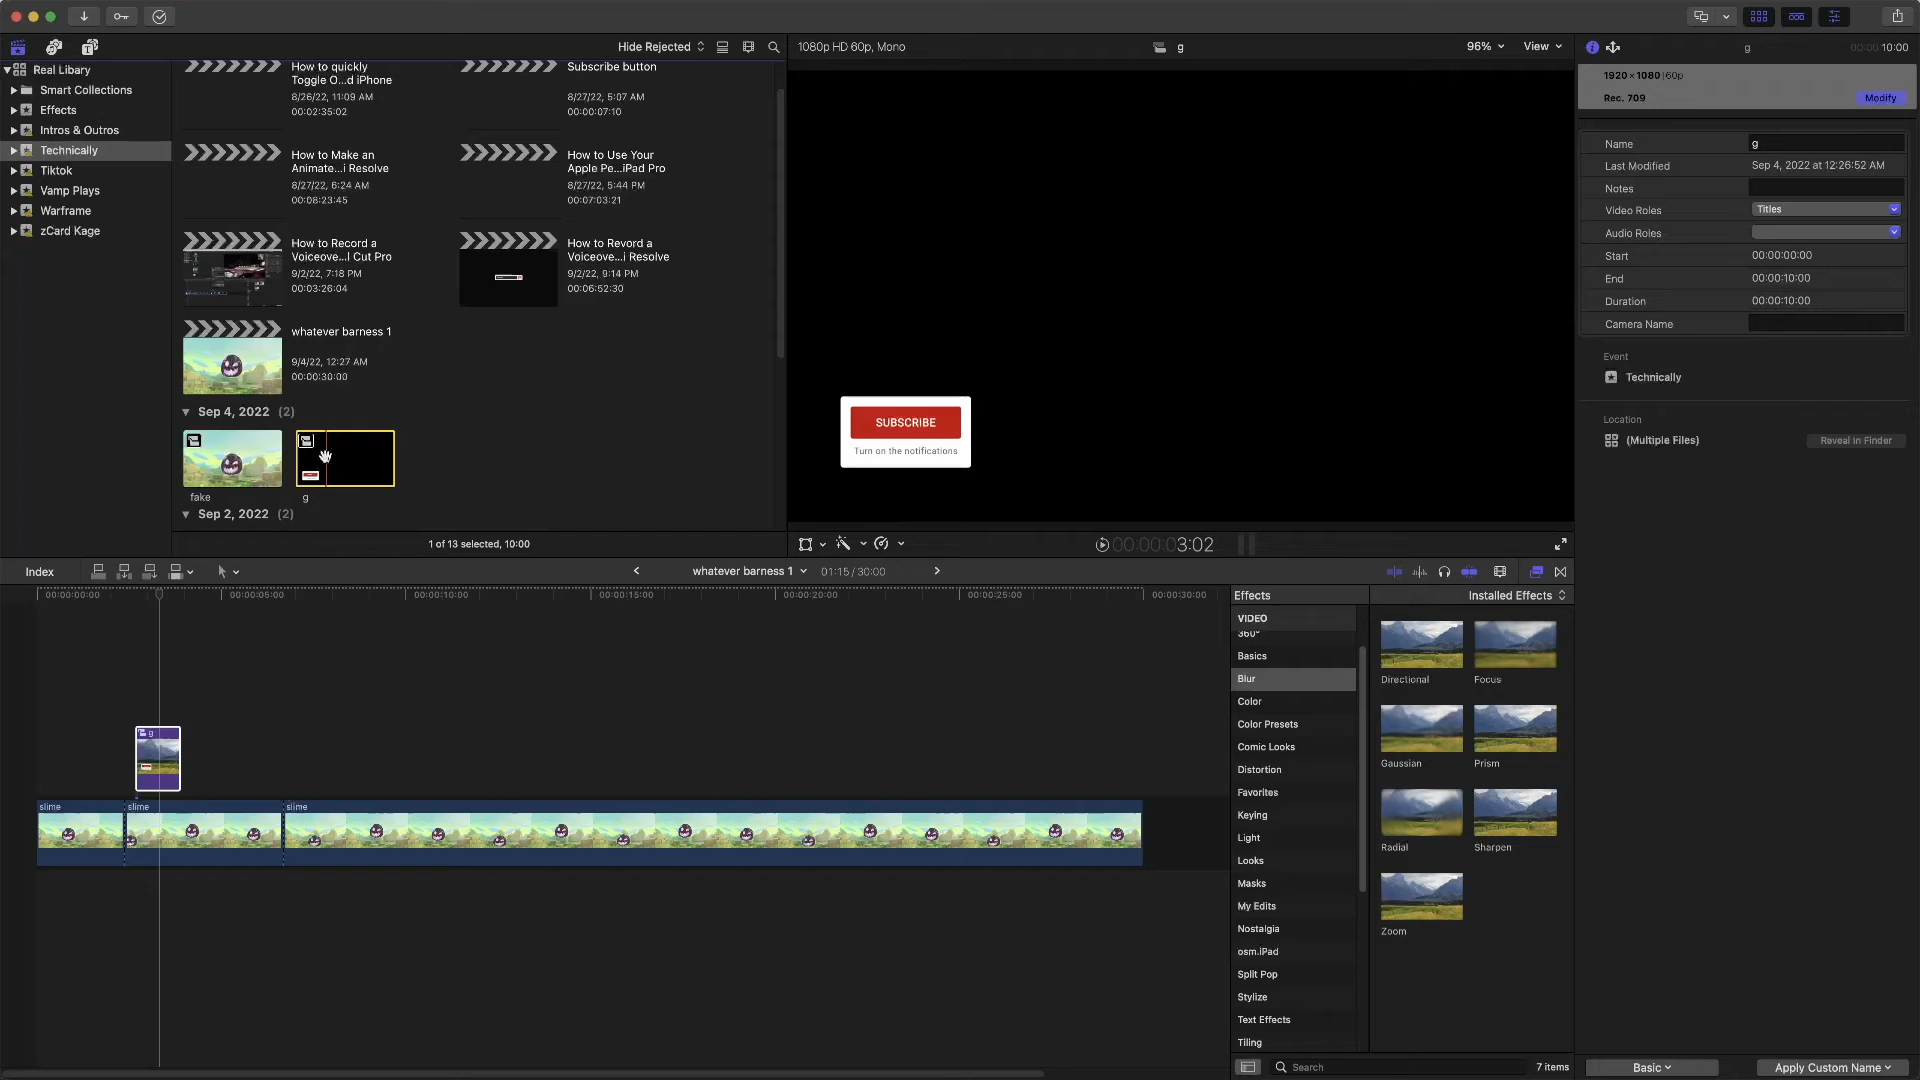 Hide Rejected
1080p HD 60p, Mono
g
96%
View
g
00:00:10:00
Real Libary
Smart Collections
Effects
Intros & Outros
Technically
Tiktok
Vamp Plays
Warframe
zCard Kage
How to quickly
Toggle O...d iPhone
8/26/22, 11:09 AM
00:02:35:02
Subscribe button
8/27/22, 5:07 AM
00:00:07:10
How to Make an
Animate...i Resolve
8/27/22, 6:24 AM
00:08:23:45
How to Use Your
Apple Pe...iPad Pro
8/27/22, 5:44 PM
00:07:03:21
How to Record a
Voiceove...l Cut Pro
9/2/22, 7:18 PM
00:03:26:04
How to Revord a
Voiceove...i Resolve
9/2/22, 9:14 PM
00:06:52:30
whatever barness 1
9/4/22, 12:27 AM
00:00:30:00
Sep 4, 2022 (2)
fake
g
Sep 2, 2022 (2)
1 of 13 selected, 10:00
SUBSCRIBE
Turn on the notifications
00:00:03:02
1920 × 1080 | 60p
Rec. 709
Modify
Name
g
Last Modified
Sep 4, 2022 at 12:26:52 AM
Notes
Video Roles
Titles
Audio Roles
Start
00:00:00:00
End
00:00:10:00
Duration
00:00:10:00
Camera Name
Event
Technically
Location
(Multiple Files)
Reveal in Finder
Index
whatever barness 1
01:15 / 30:00
00:00:00:00
00:00:05:00
00:00:10:00
00:00:15:00
00:00:20:00
00:00:25:00
00:00:30:00
g
slime
slime
slime
Effects
Installed Effects
VIDEO
360°
Basics
Blur
Color
Color Presets
Comic Looks
Distortion
Favorites
Keying
Light
Looks
Masks
My Edits
Nostalgia
osm.iPad
Split Pop
Stylize
Text Effects
Tiling
Directional
Focus
Gaussian
Prism
Radial
Sharpen
Zoom
Search
7 items
Basic
Apply Custom Name